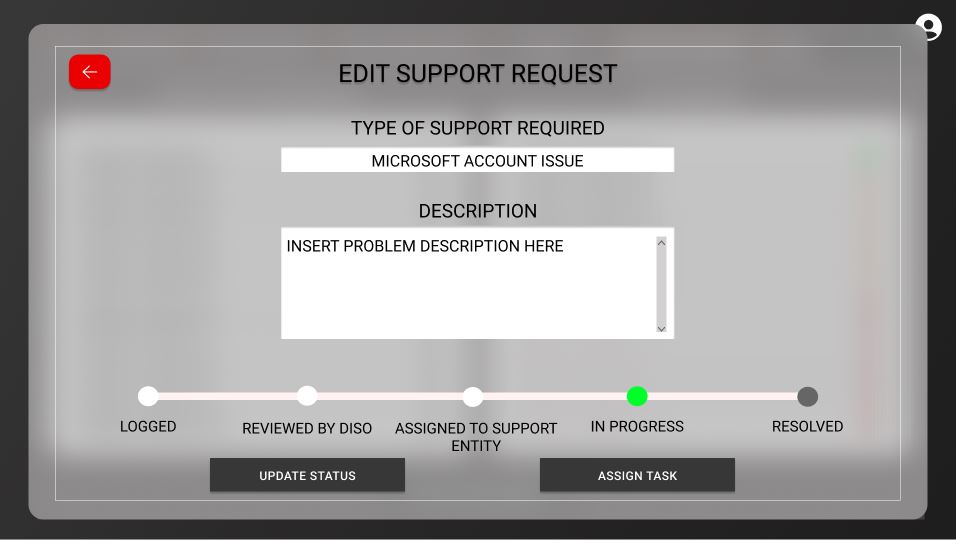 EDIT SUPPORT REQUEST
TYPE OF SUPPORT REQUIRED
MICROSOFT ACCOUNT ISSUE
DESCRIPTION
INSERT PROBLEM DESCRIPTION HERE
LOGGED
REVIEWED BY DISO
ASSIGNED TO SUPPORT
ENTITY
IN PROGRESS
RESOLVED
UPDATE STATUS
ASSIGN TASK